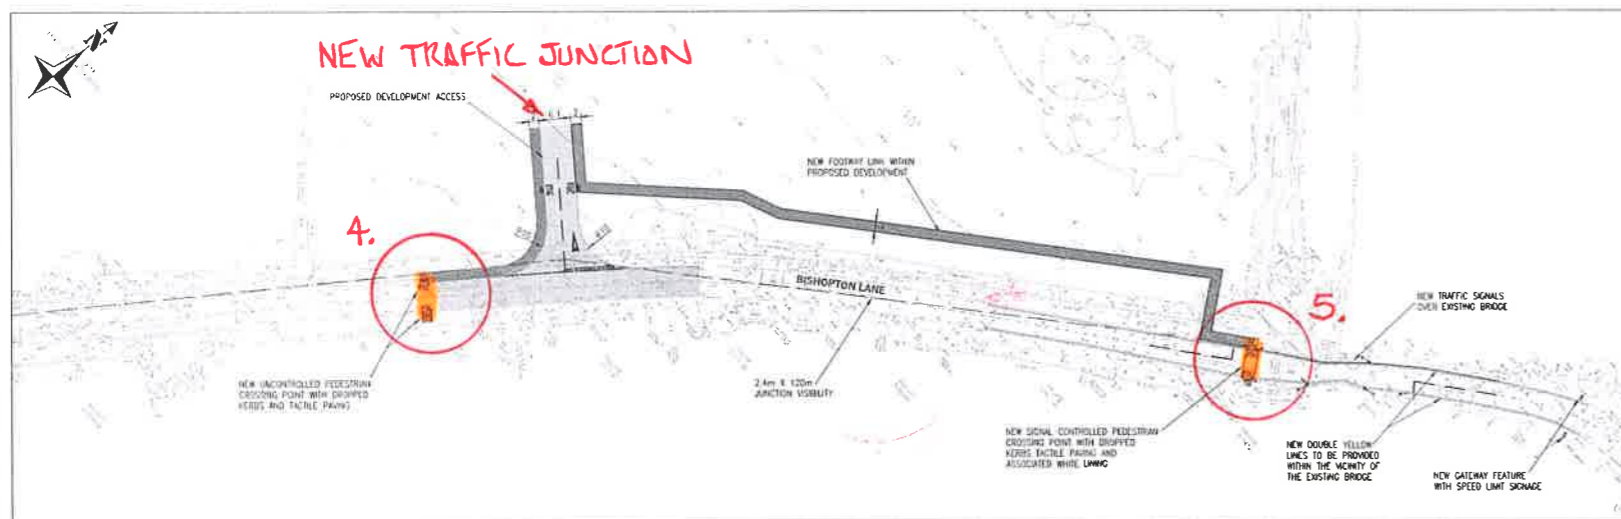 NEW TRAFFIC JUNCTION
PROPOSED DEVELOPMENT ACCESS
NEW FOOTWAY LINK WITHIN
PROPOSED DEVELOPMENT
4.
BISHOPTON LANE
5.
NEW TRAFFIC SIGNALS
OVER EXISTING BRIDGE
2.4m X 120m
JUNCTION VISIBILITY
NEW UNCONTROLLED PEDESTRIAN
CROSSING POINT WITH DROPPED
KERBS AND TACTILE PAVING
NEW SIGNAL CONTROLLED PEDESTRIAN
CROSSING POINT WITH DROPPED
KERBS TACTILE PAVING AND
ASSOCIATED WHITE LINING
NEW DOUBLE YELLOW
LINES TO BE PROVIDED
WITHIN THE VICINITY OF
THE EXISTING BRIDGE
NEW GATEWAY FEATURE
WITH SPEED LIMIT SIGNAGE